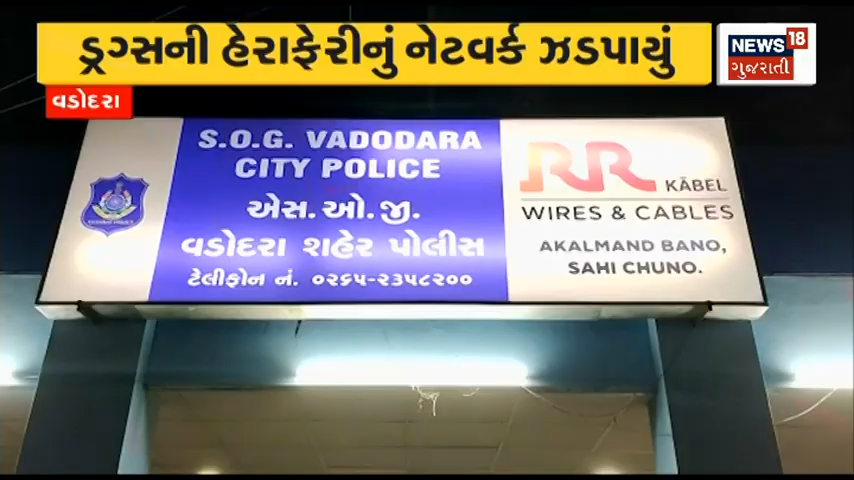 ડ્રગ્સની હેરાફેરીનું નેટવર્ક ઝડપાયું
NEWS 18
ગુજરાતી
વડોદરા
S.O.G. VADODARA
CITY POLICE
એસ. ઓ. જી.
વડોદરા શહેર પોલીસ
ટેલીફોન નં. ૦૨૬૫-૨૩૫૮૨૦૦
RR KĀBEL
WIRES & CABLES
AKALMAND BANO,
SAHI CHUNO.